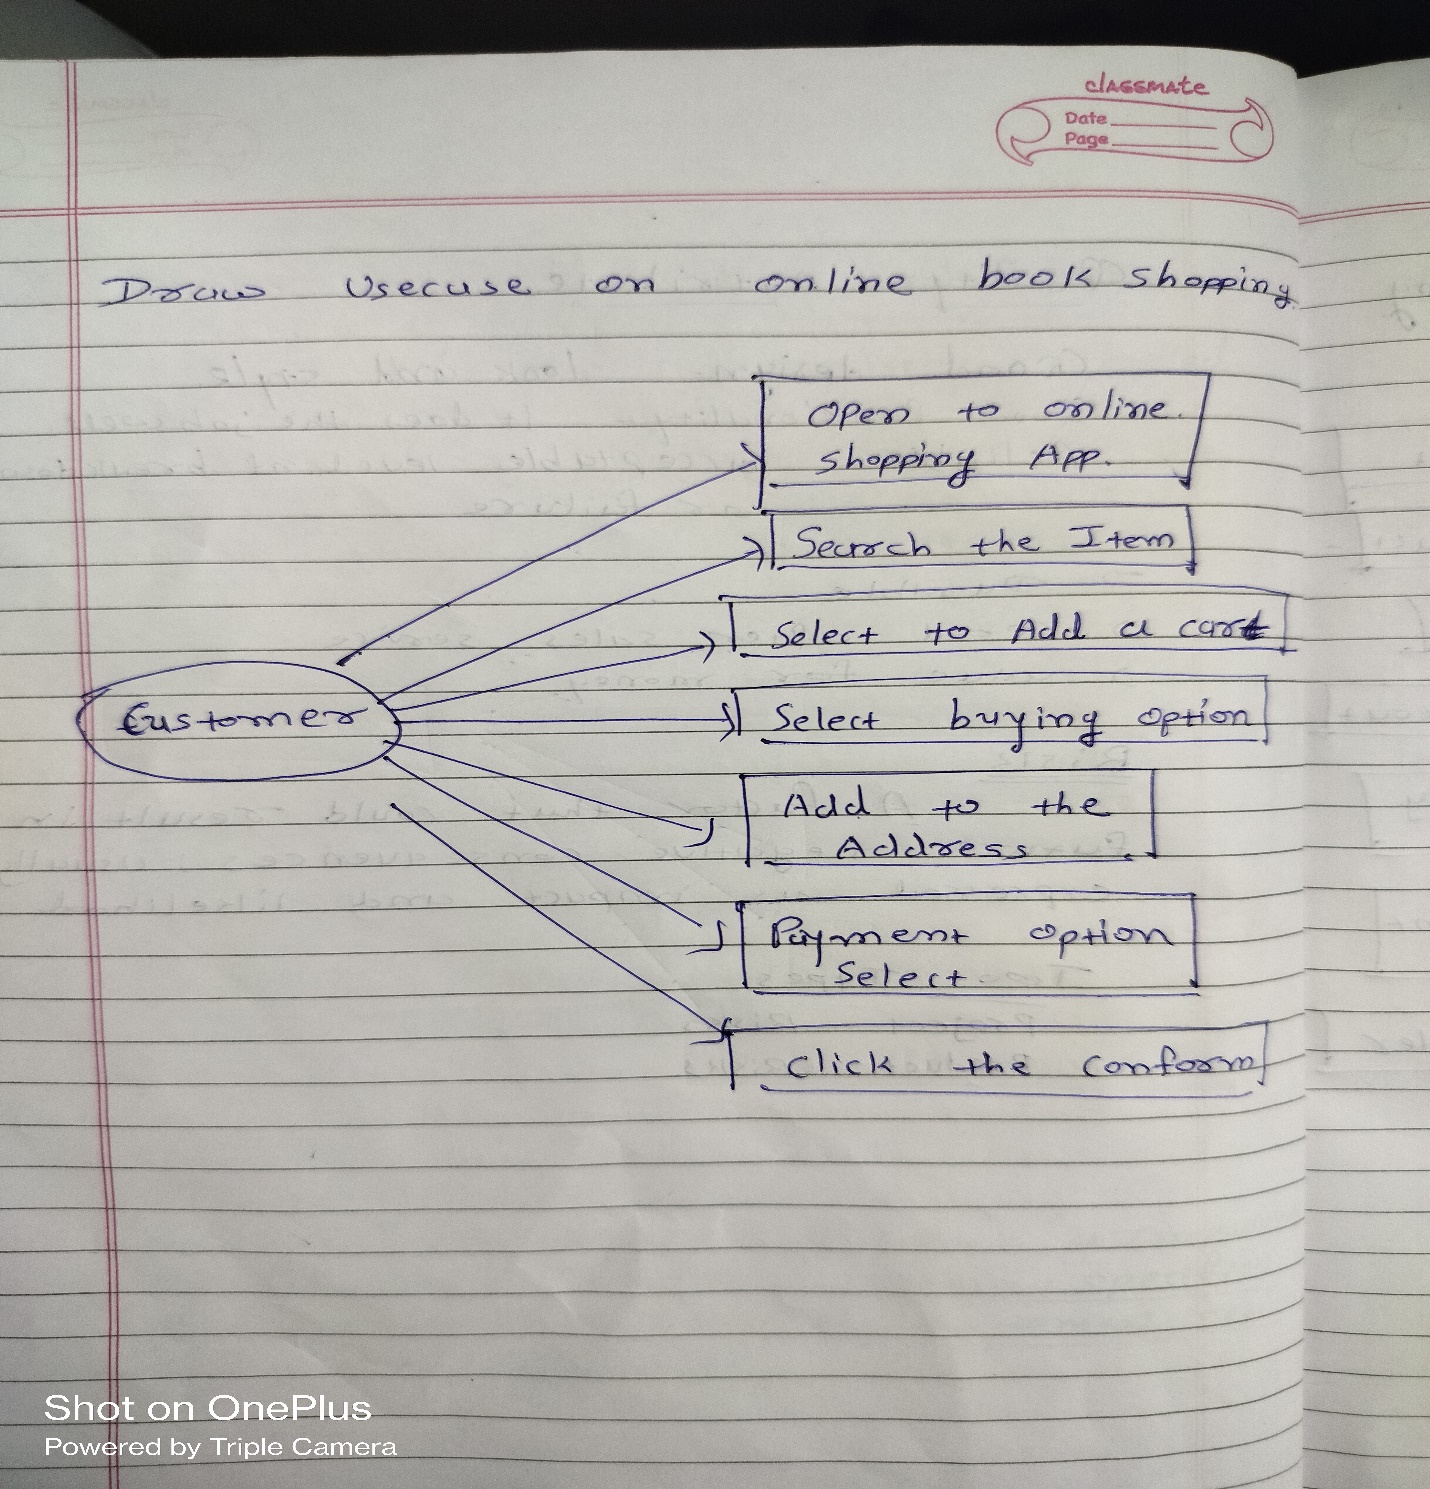 classmate
Date
Page
Draw Usecuse on online book shopping
Open to online
shopping App.
Search the Item
Select to Add a cart
Customer
Select buying option
Add to the
Address
Payment option
Select
click the conform
Shot on OnePlus
Powered by Triple Camera